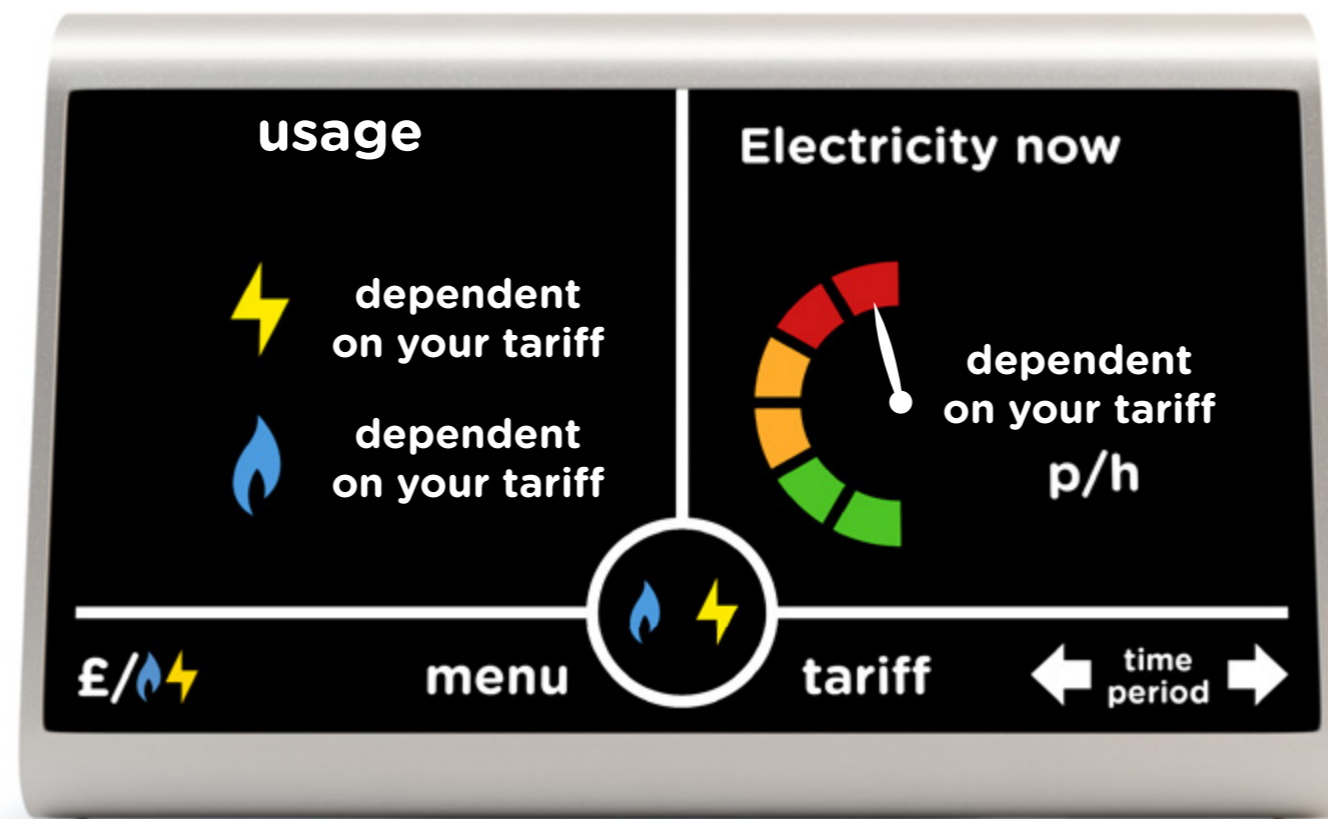 usage
dependent
on your tariff
dependent
on your tariff
Electricity now
dependent
on your tariff
p/h
£/
menu
tariff
time
period